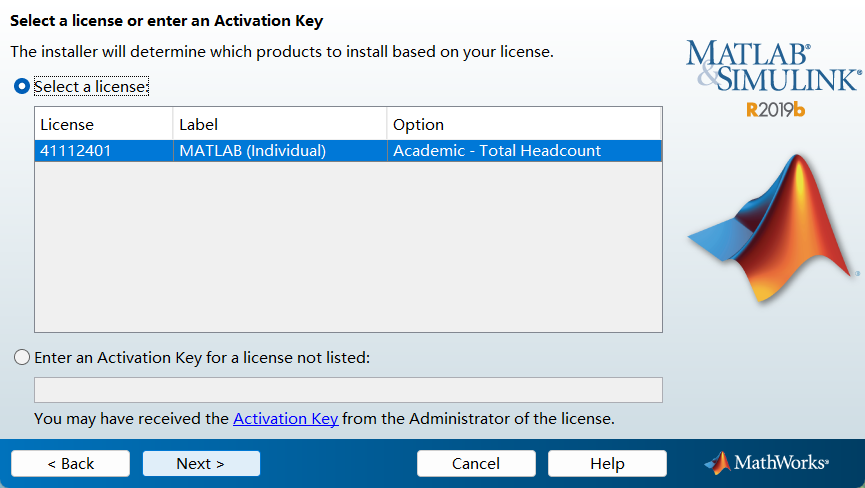 Select a license or enter an Activation Key
The installer will determine which products to install based on your license.
Select a license:
License Label Option
41112401 MATLAB (Individual) Academic - Total Headcount
Enter an Activation Key for a license not listed:
You may have received the Activation Key from the Administrator of the license.
MATLAB®
&SIMULINK®
R2019b
< Back Next > Cancel Help MathWorks®